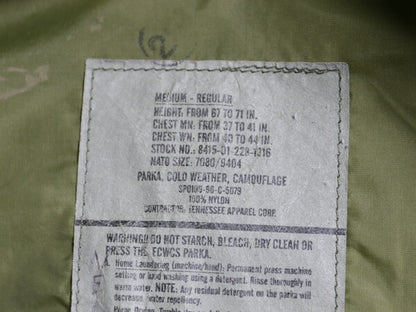 MEDIUM - REGULAR
HEIGHT: FROM 67 TO 71 IN.
CHEST MN: FROM 37 TO 41 IN.
CHEST WN: FROM 40 TO 44 IN.
STOCK NO.: 8415-01-228-1316
NATO SIZE: 7080/9404
PARKA, COLD WEATHER, CAMOUFLAGE
SPO100-96-C-5079
100% NYLON
CONTRACTR: TENNESSEE APPAREL CORP.
WARNING!! DO NOT STARCH, BLEACH, DRY CLEAN OR
PRESS THE ECWCS PARKA.
Home Laundering (machine/hand): Permanent press machine
setting or hand washing using a detergent. Rinse thoroughly in
warm water. NOTE: Any residual detergent on the parka will
decrease water repellency.